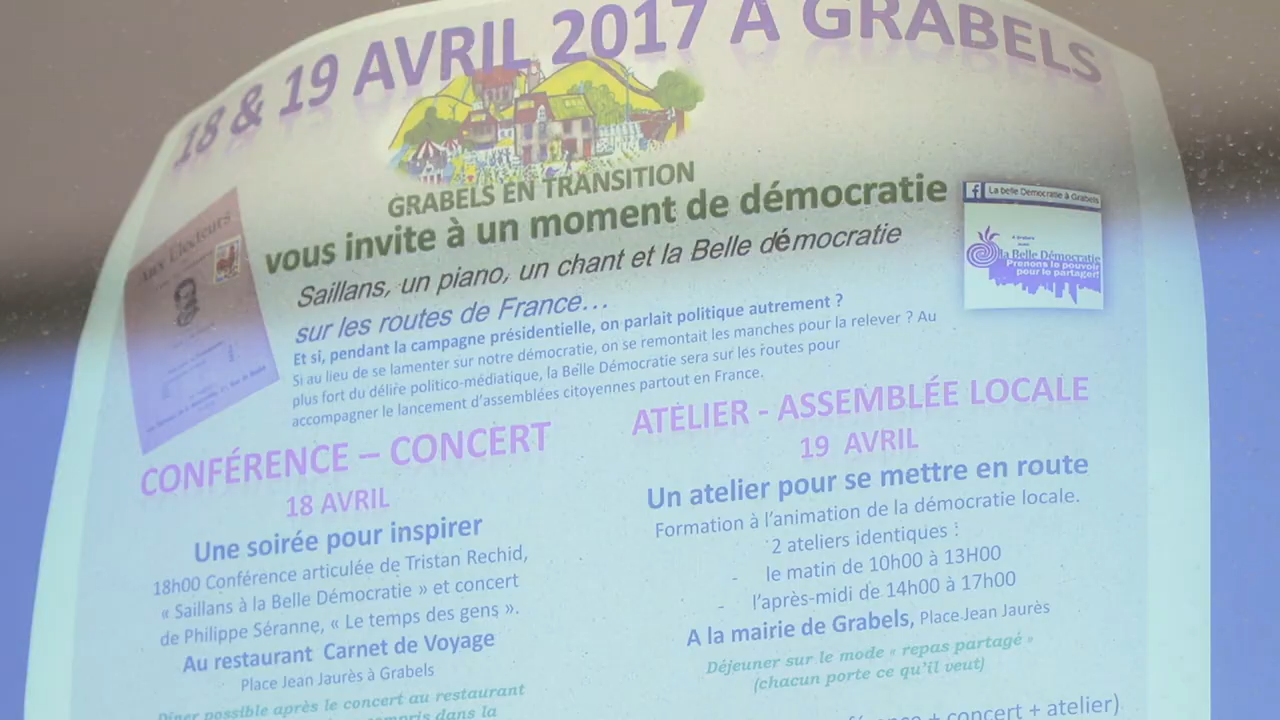 18 & 19 AVRIL 2017 A GRABELS
GRABELS EN TRANSITION
vous invite à un moment de démocratie
Saillans, un piano, un chant et la Belle démocratie
sur les routes de France…
Et si, pendant la campagne présidentielle, on parlait politique autrement ?
Si au lieu de se lamenter sur notre démocratie, on se remontait les manches pour la relever ? Au
plus fort du délire politico-médiatique, la Belle Démocratie sera sur les routes pour
accompagner le lancement d'assemblées citoyennes partout en France.
Aux Électeurs
f La belle Démocratie à Grabels
A Grabels
la Belle Démocratie
Prenons le pouvoir
pour le partager!
CONFÉRENCE – CONCERT
18 AVRIL
Une soirée pour inspirer
18h00 Conférence articulée de Tristan Rechid,
« Saillans à la Belle Démocratie » et concert
de Philippe Séranne, « Le temps des gens ».
Au restaurant Carnet de Voyage
Place Jean Jaurès à Grabels
Dîner possible après le concert au restaurant
compris dans la
ATELIER - ASSEMBLÉE LOCALE
19 AVRIL
Un atelier pour se mettre en route
Formation à l'animation de la démocratie locale.
2 ateliers identiques :
- le matin de 10h00 à 13H00
- l'après-midi de 14h00 à 17h00
A la mairie de Grabels, Place Jean Jaurès
Déjeuner sur le mode « repas partagé »
(chacun porte ce qu'il veut)
+ concert + atelier)